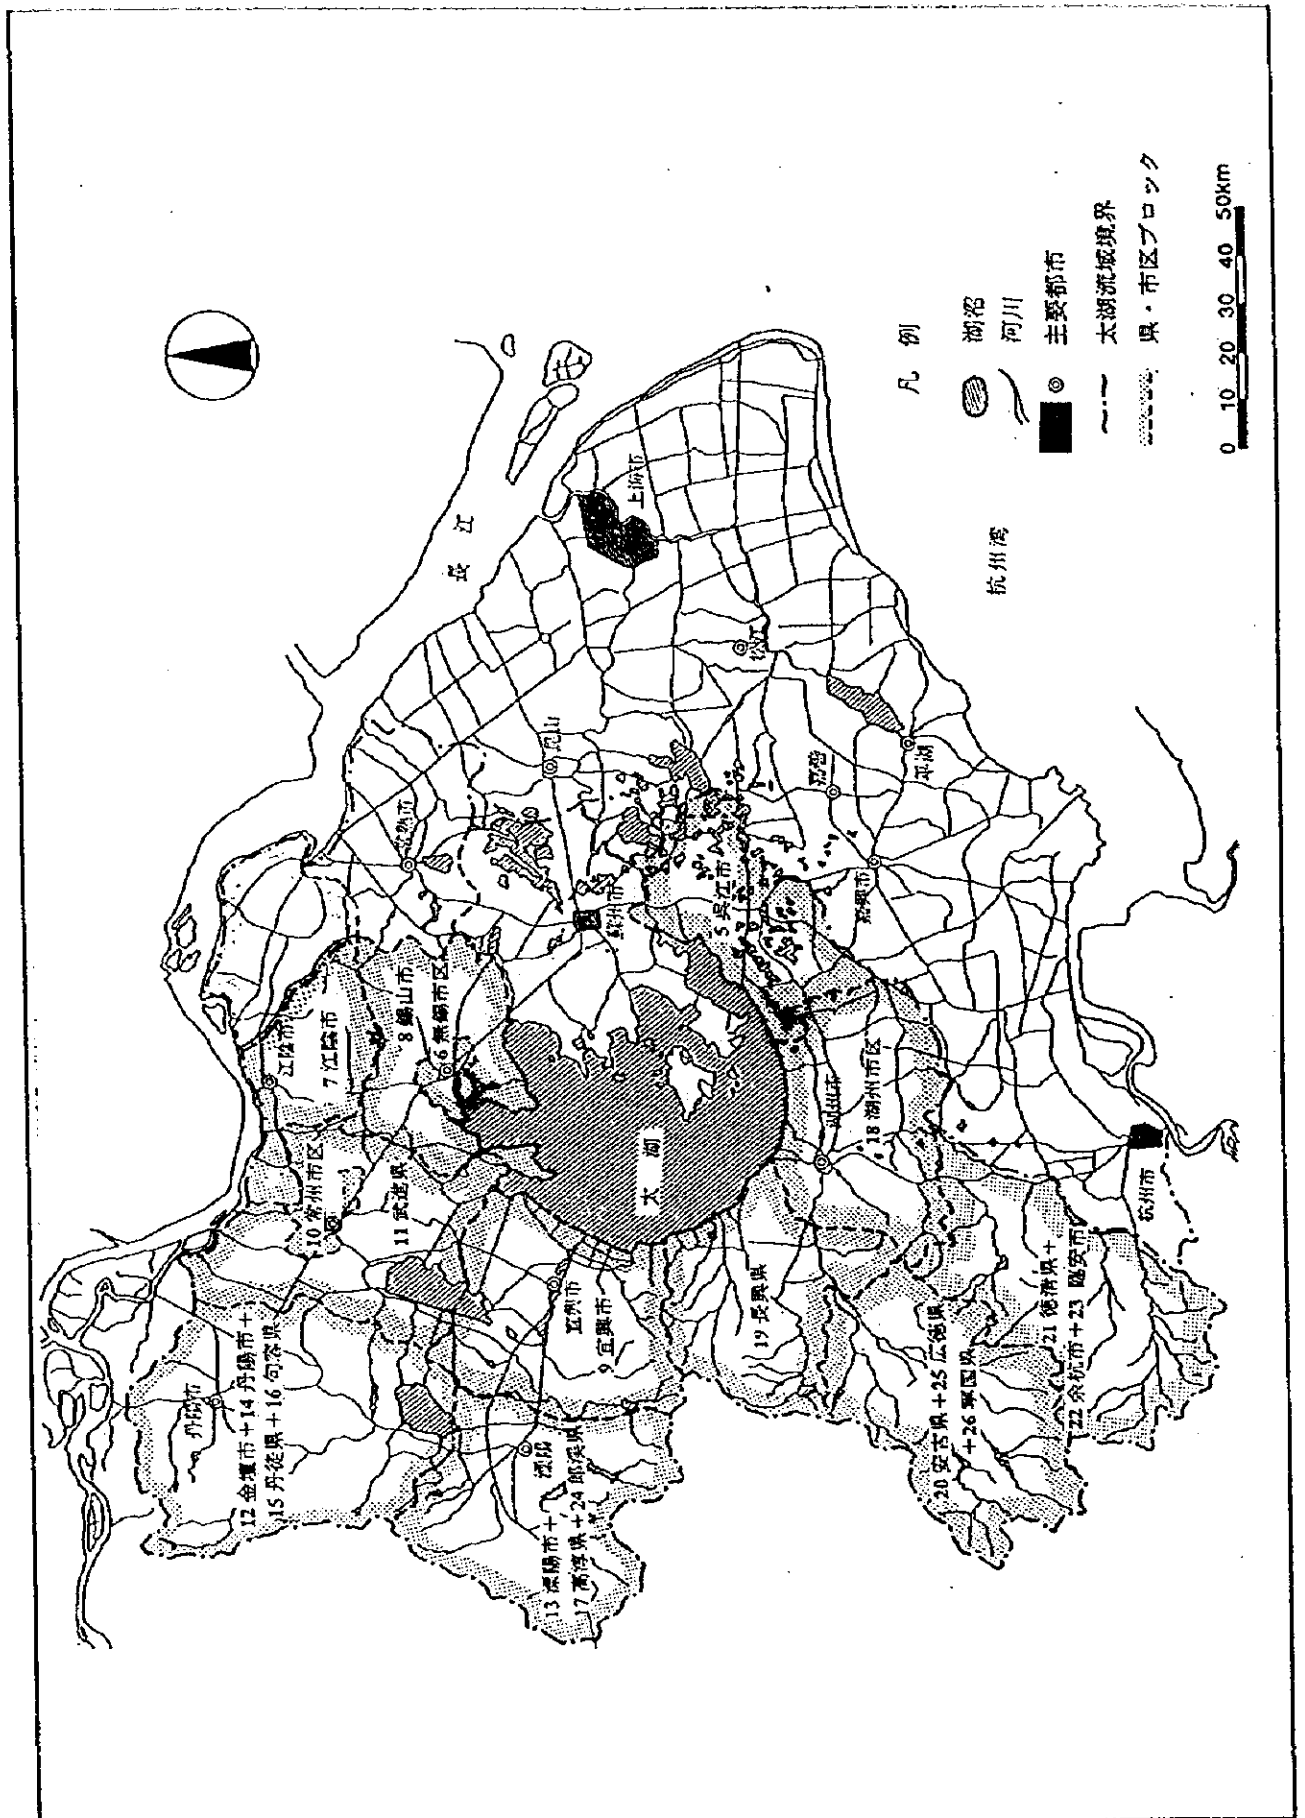 長江
丹陽市
12 金壇市+14 丹陽市+
15 丹徒県+16 句容県
10 常州市区
江陰市
7 江陰市
8 錫山市
6 無錫市区
11 武進県
常熟市
昆山
蘇州市
上海市
松江
5 呉江市
嘉善
平湖
嘉興市
太湖
宜興市
9 宜興市
溧陽
13 溧陽市+
17 高淳県+24 郎渓県
19 長興県
湖州市
18 湖州市区
20 安吉県+25 広徳県
+26 寧国県
21 徳清県+
22 余杭市+23 臨安市
杭州市
杭州湾
凡例
湖沼
河川
主要都市
太湖流域境界
県・市区ブロック
0 10 20 30 40 50km